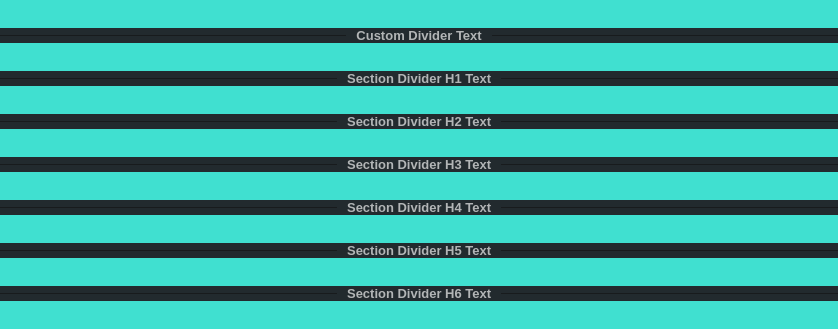 Custom Divider Text
Section Divider H1 Text
Section Divider H2 Text
Section Divider H3 Text
Section Divider H4 Text
Section Divider H5 Text
Section Divider H6 Text